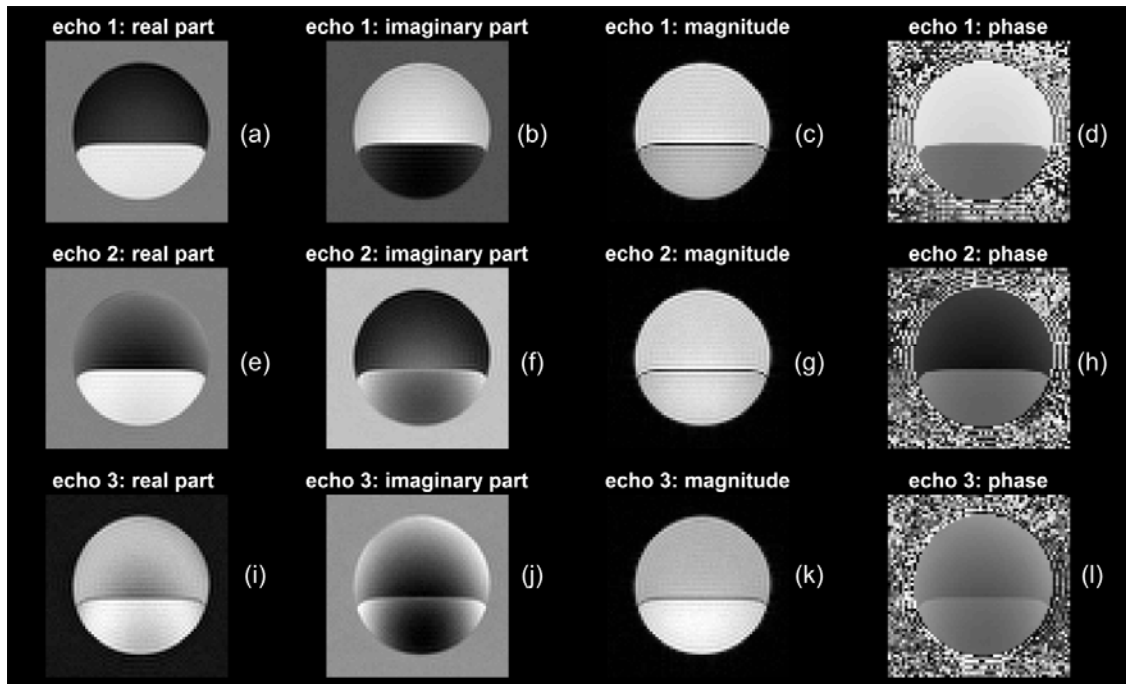 echo 1: real part echo 1: imaginary part echo 1: magnitude echo 1: phase
(a) (b) (c) (d)
echo 2: real part echo 2: imaginary part echo 2: magnitude echo 2: phase
(e) (f) (g) (h)
echo 3: real part echo 3: imaginary part echo 3: magnitude echo 3: phase
(i) (j) (k) (l)